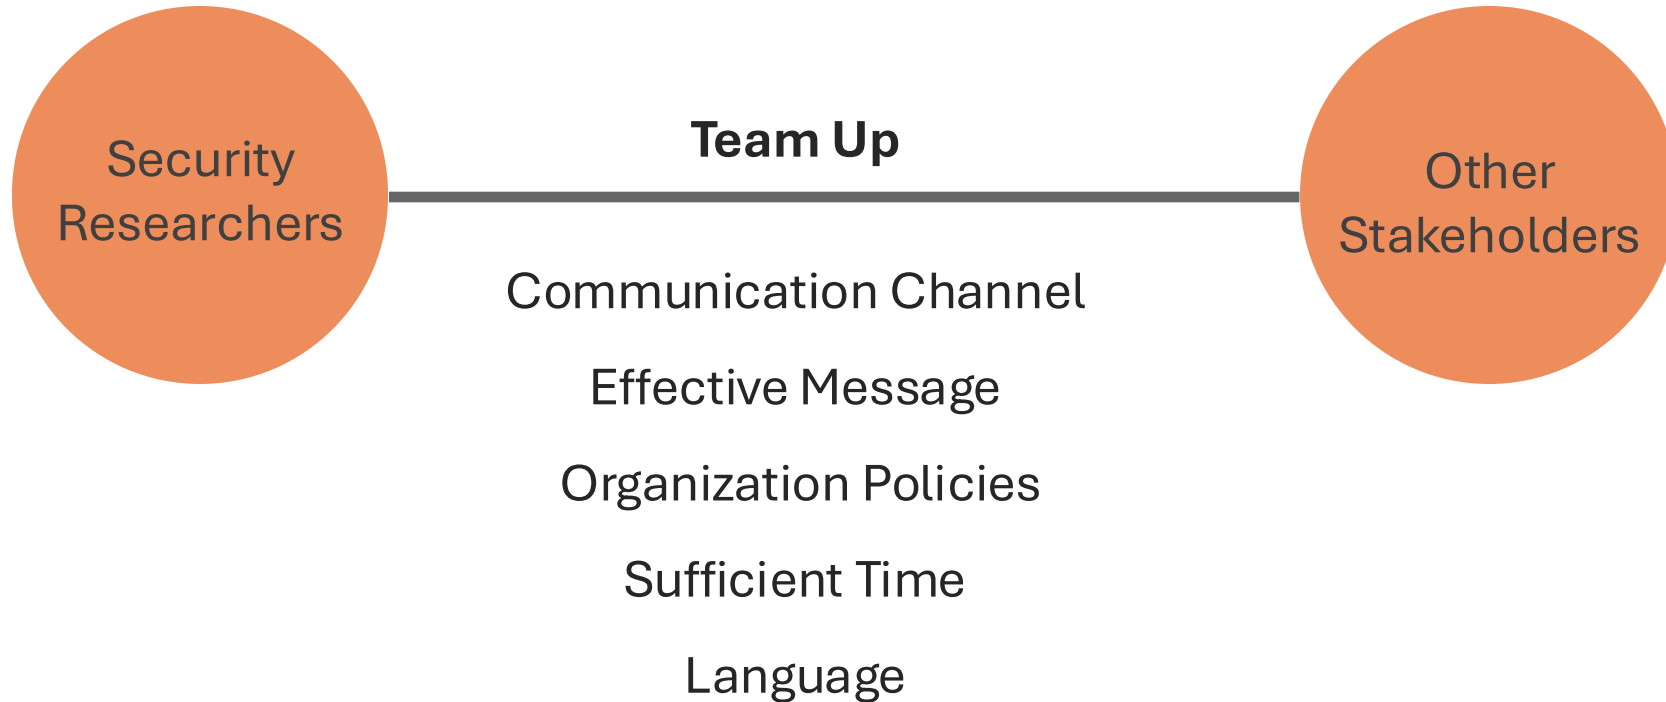 Security
Researchers
Team Up
Other
Stakeholders
Communication Channel
Effective Message
Organization Policies
Sufficient Time
Language